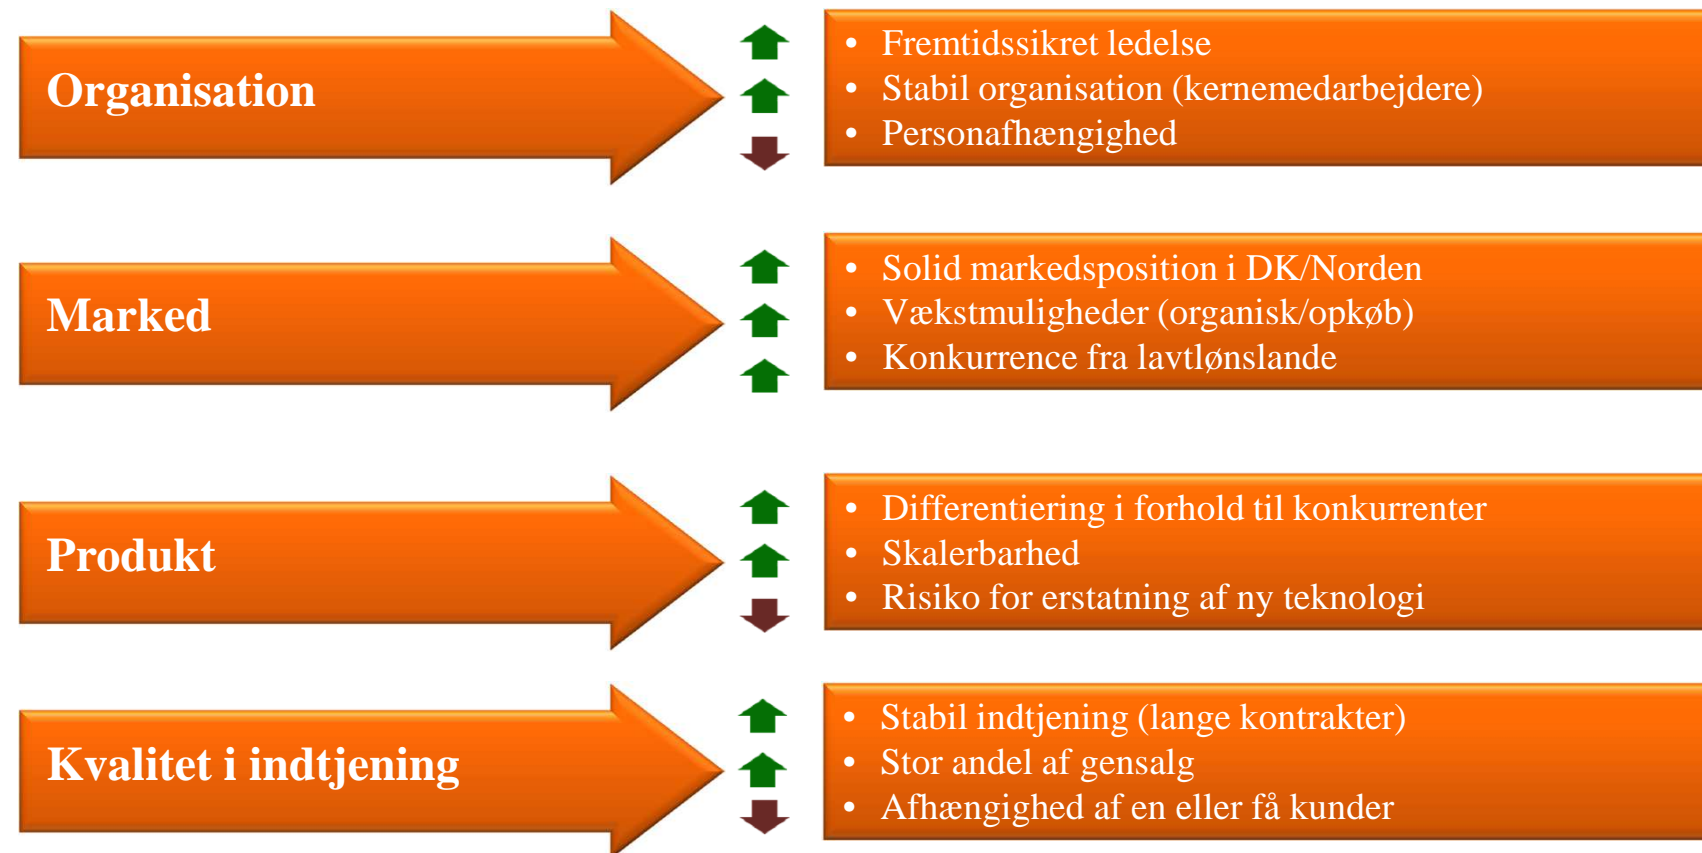 Organisation
• Fremtidssikret ledelse
• Stabil organisation (kernemedarbejdere)
• Personafhængighed
Marked
• Solid markedsposition i DK/Norden
• Vækstmuligheder (organisk/opkøb)
• Konkurrence fra lavtlønslande
Produkt
• Differentiering i forhold til konkurrenter
• Skalerbarhed
• Risiko for erstatning af ny teknologi
Kvalitet i indtjening
• Stabil indtjening (lange kontrakter)
• Stor andel af gensalg
• Afhængighed af en eller få kunder